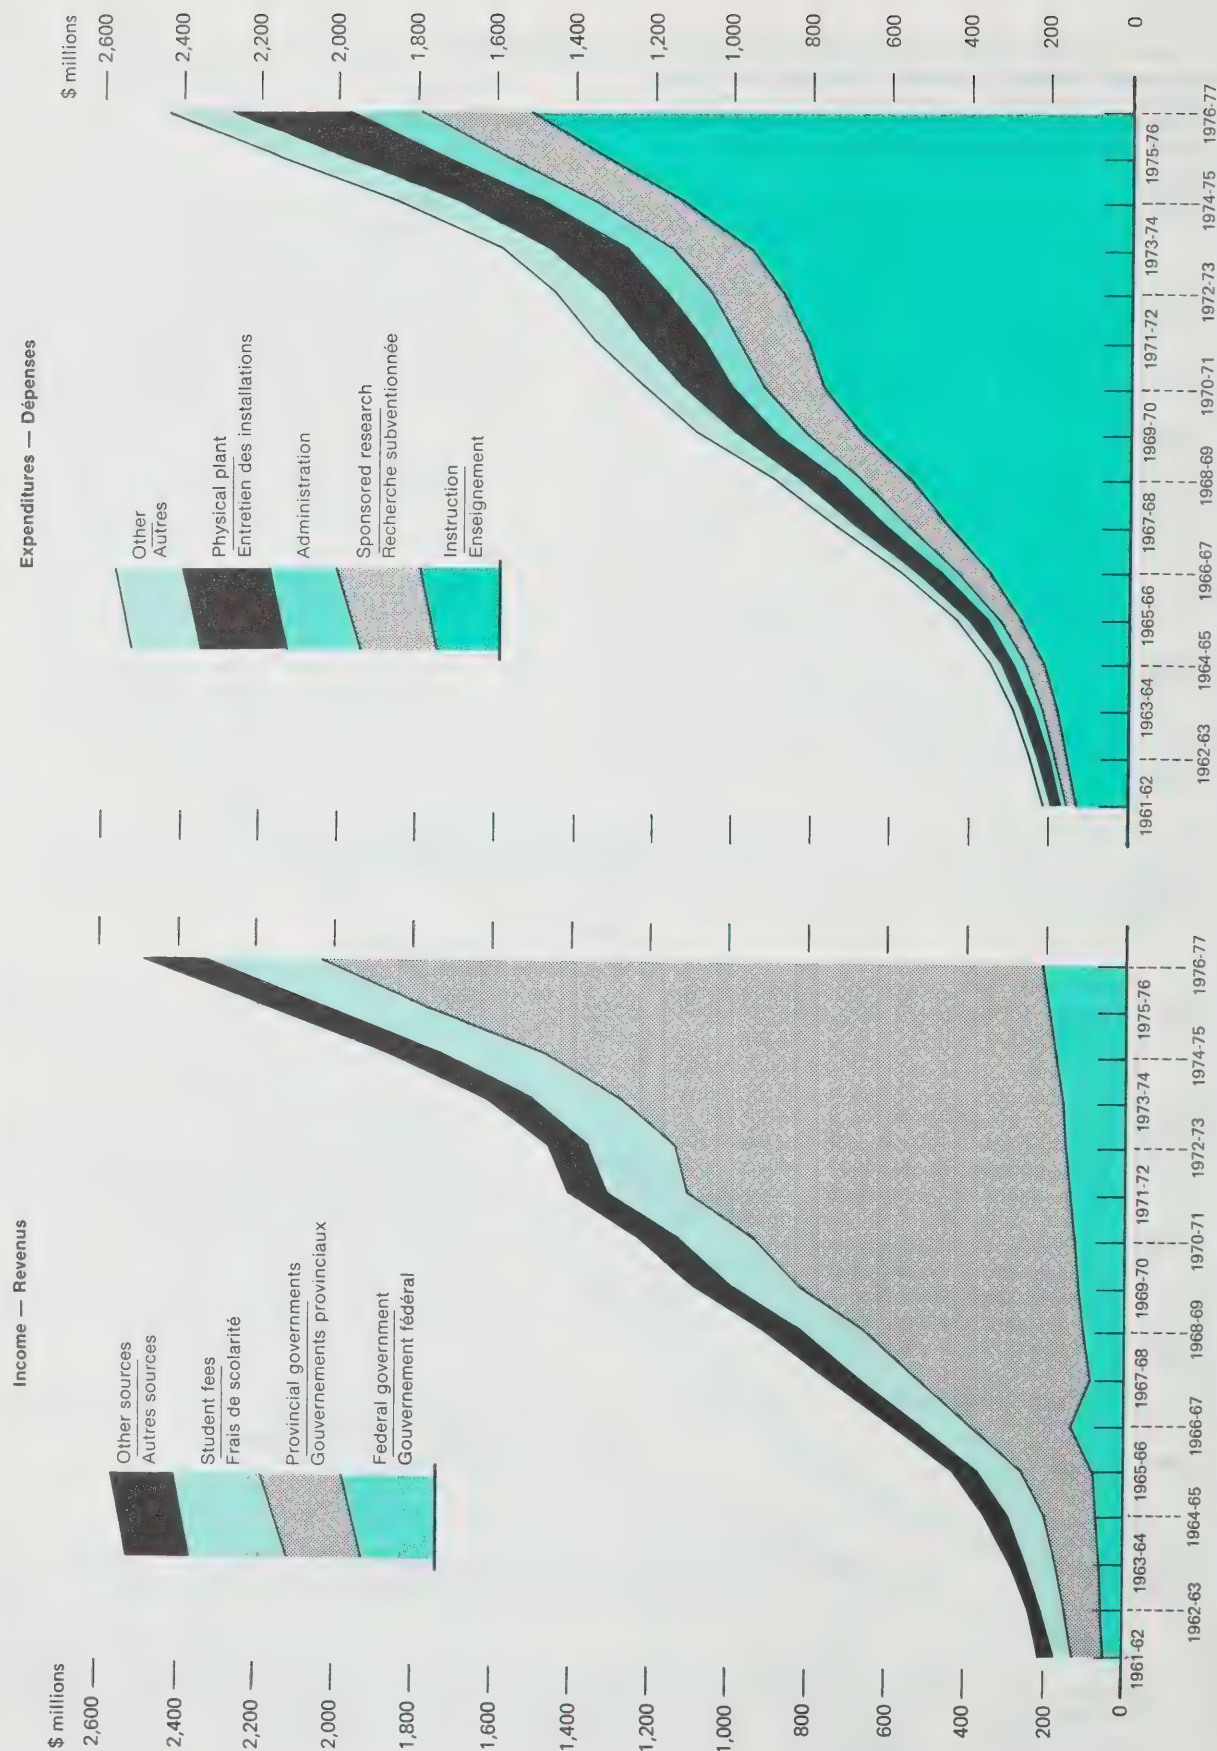 Income — Revenus
$ millions
2,600
2,400
2,200
2,000
1,800
1,600
1,400
1,200
1,000
800
600
400
200
0
Other sources
Autres sources
Student fees
Frais de scolarité
Provincial governments
Gouvernements provinciaux
Federal government
Gouvernement fédéral
1961-62
1962-63
1963-64
1964-65
1965-66
1966-67
1967-68
1968-69
1969-70
1970-71
1971-72
1972-73
1973-74
1974-75
1975-76
1976-77
Expenditures — Dépenses
$ millions
2,600
2,400
2,200
2,000
1,800
1,600
1,400
1,200
1,000
800
600
400
200
0
Other
Autres
Physical plant
Entretien des installations
Administration
Sponsored research
Recherche subventionnée
Instruction
Enseignement
1961-62
1962-63
1963-64
1964-65
1965-66
1966-67
1967-68
1968-69
1969-70
1970-71
1971-72
1972-73
1973-74
1974-75
1975-76
1976-77